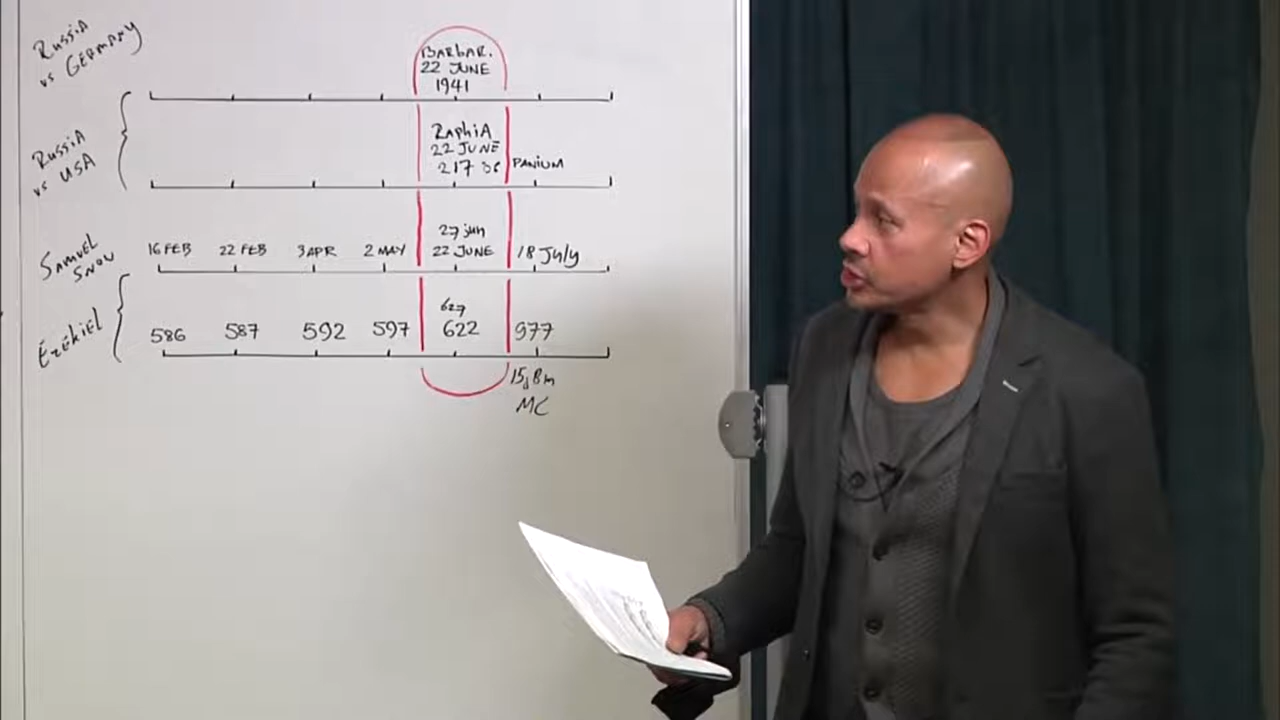 Russia
vs GERMANY
BARBAR.
22 JUNE
1941
Russia
vs USA
RAphiA
22 JUNE
217 BC
PANIUM
SAMUEL
SNOW
16 FEB
22 FEB
3 APR
2 MAY
27 jun
22 JUNE
18 July
EzEkiEl
586
587
592
597
627
622
977
15,8m
MC